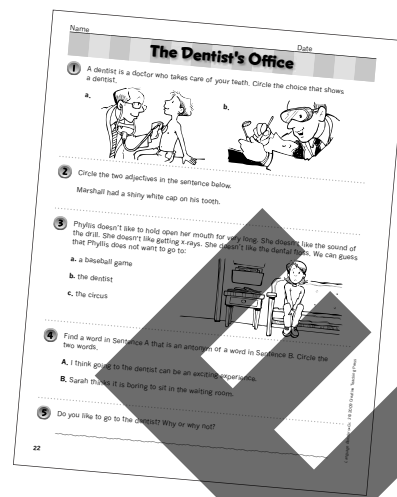 Name
Date
The Dentist's Office
1 A dentist is a doctor who takes care of your teeth. Circle the choice that shows
a dentist.
a.
b.
2 Circle the two adjectives in the sentence below.
Marshall had a shiny white cap on his tooth.
3 Phyllis doesn't like to hold open her mouth for very long. She doesn't like the sound of
the drill. She doesn't like getting x-rays. She doesn't like the dental tools. We can guess
that Phyllis does not want to go to:
a. a baseball game
b. the dentist
c. the circus
4 Find a word in Sentence A that is an antonym of a word in Sentence B. Circle the
two words.
A. I think going to the dentist can be an exciting experience.
B. Sarah thinks it is boring to sit in the waiting room.
5 Do you like to go to the dentist? Why or why not?
22